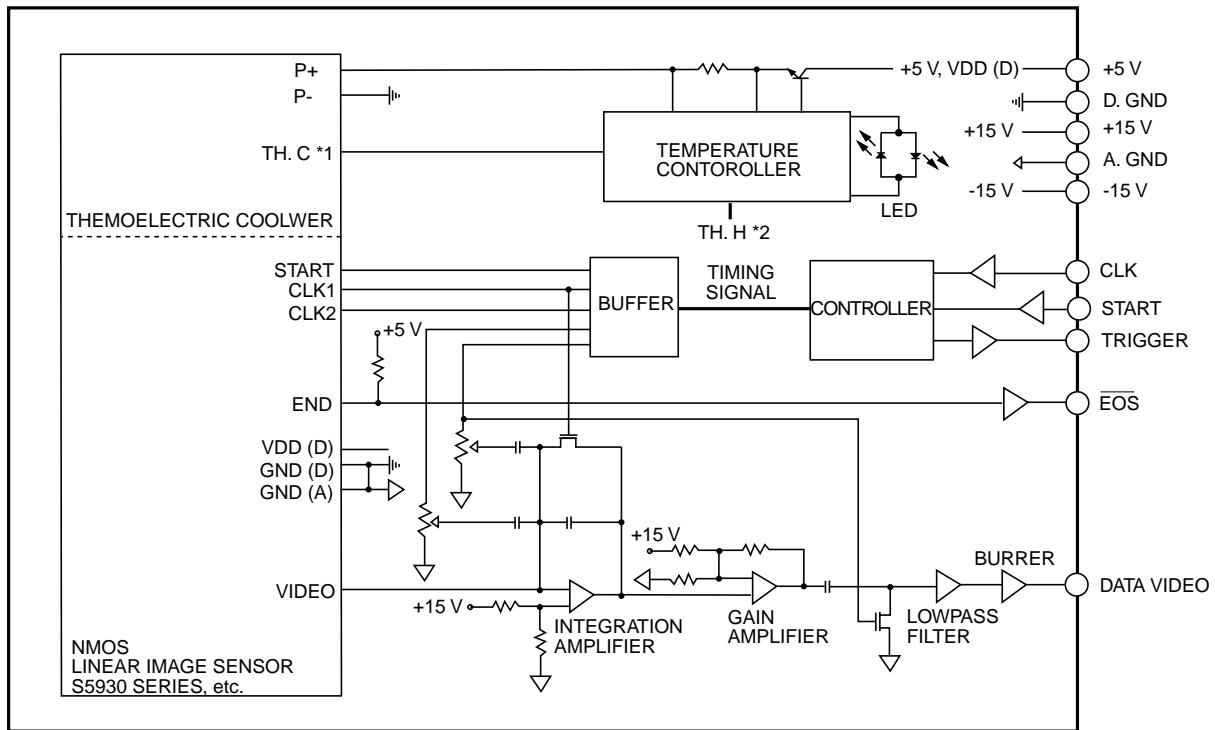 P+
+5 V, VDD (D)
+5 V
P-
D. GND
+15 V
+15 V
TH. C *1
TEMPERATURE
CONTOROLLER
A. GND
-15 V
-15 V
LED
THEMOELECTRIC COOLWER
TH. H *2
START
CLK1
CLK2
BUFFER
TIMING
SIGNAL
CONTROLLER
CLK
START
TRIGGER
+5 V
END
EOS
VDD (D)
GND (D)
GND (A)
+15 V
VIDEO
+15 V
INTEGRATION
AMPLIFIER
GAIN
AMPLIFIER
LOWPASS
FILTER
BURRER
DATA VIDEO
NMOS
LINEAR IMAGE SENSOR
S5930 SERIES, etc.